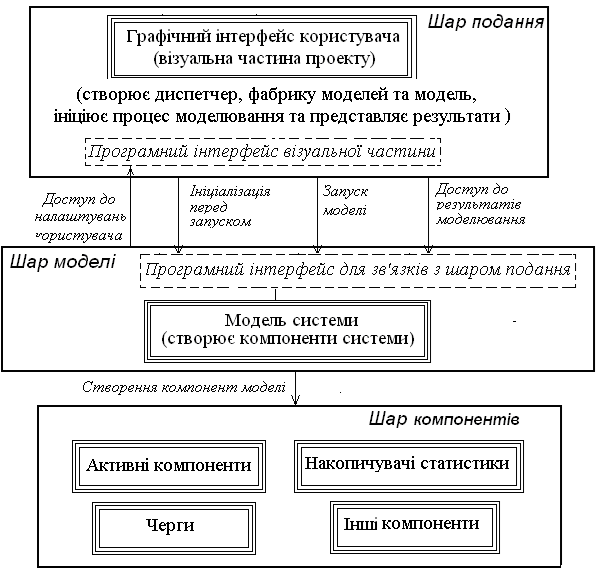 Шар подання
Графічний інтерфейс користувача
(візуальна частина проекту)
(створює диспетчер, фабрику моделей та модель,
ініціює процес моделювання та представляє результати )
Програмний інтерфейс візуальної частини
Доступ до
налаштувань
користувача
Ініціалізація
перед
запуском
Запуск
моделі
Доступ до
результатів
моделювання
Шар моделі
Програмний інтерфейс для зв'язків з шаром подання
Модель системи
(створює компоненти системи)
Створення компонент моделі
Шар компонентів
Активні компоненти
Накопичувачі статистики
Черги
Інші компоненти